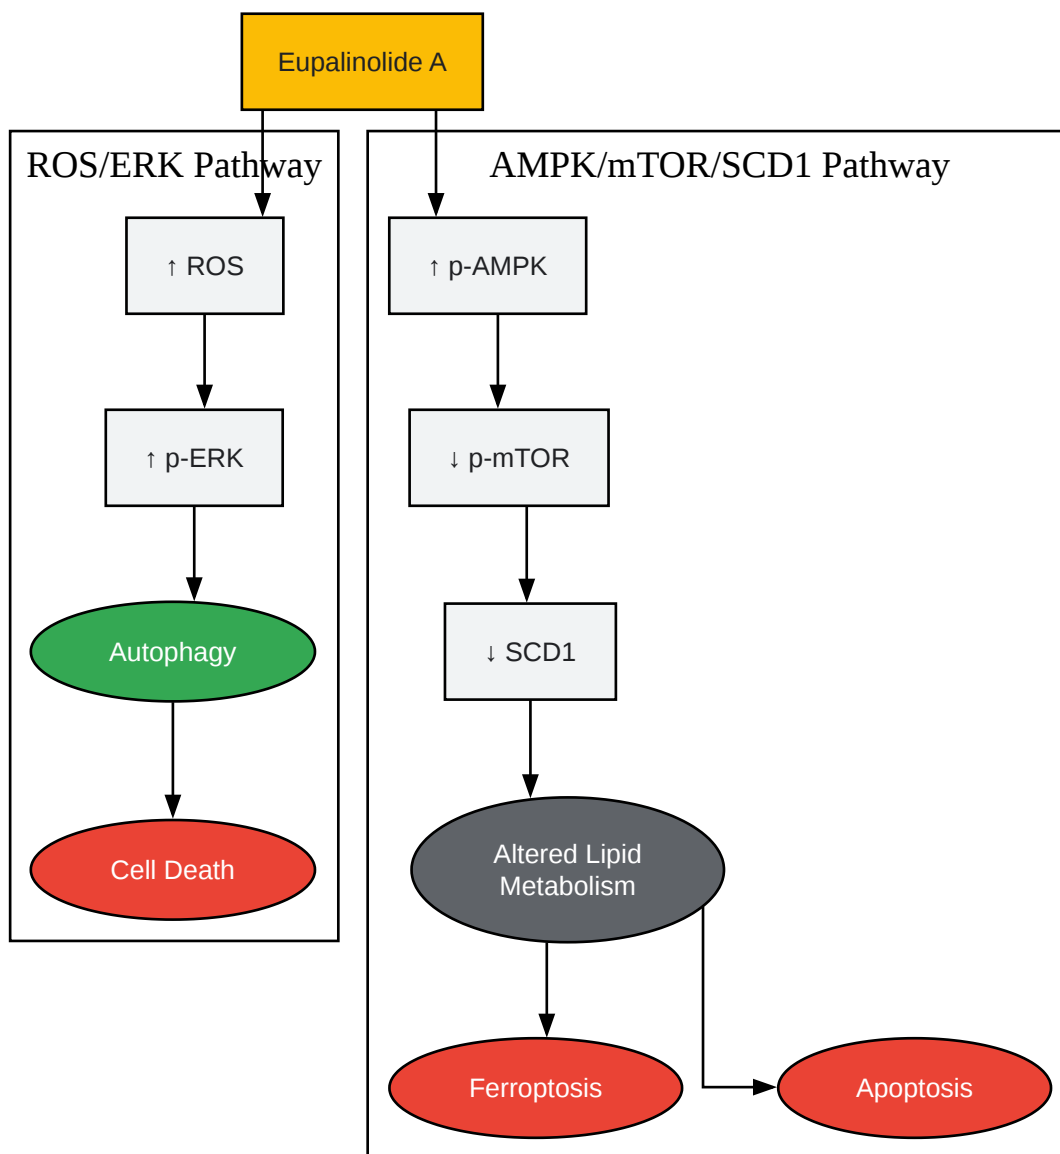 Eupalinolide A
ROS/ERK Pathway
↑ ROS
↑ p-ERK
Autophagy
Cell Death
AMPK/mTOR/SCD1 Pathway
↑ p-AMPK
↓ p-mTOR
↓ SCD1
Altered Lipid
Metabolism
Ferroptosis
Apoptosis